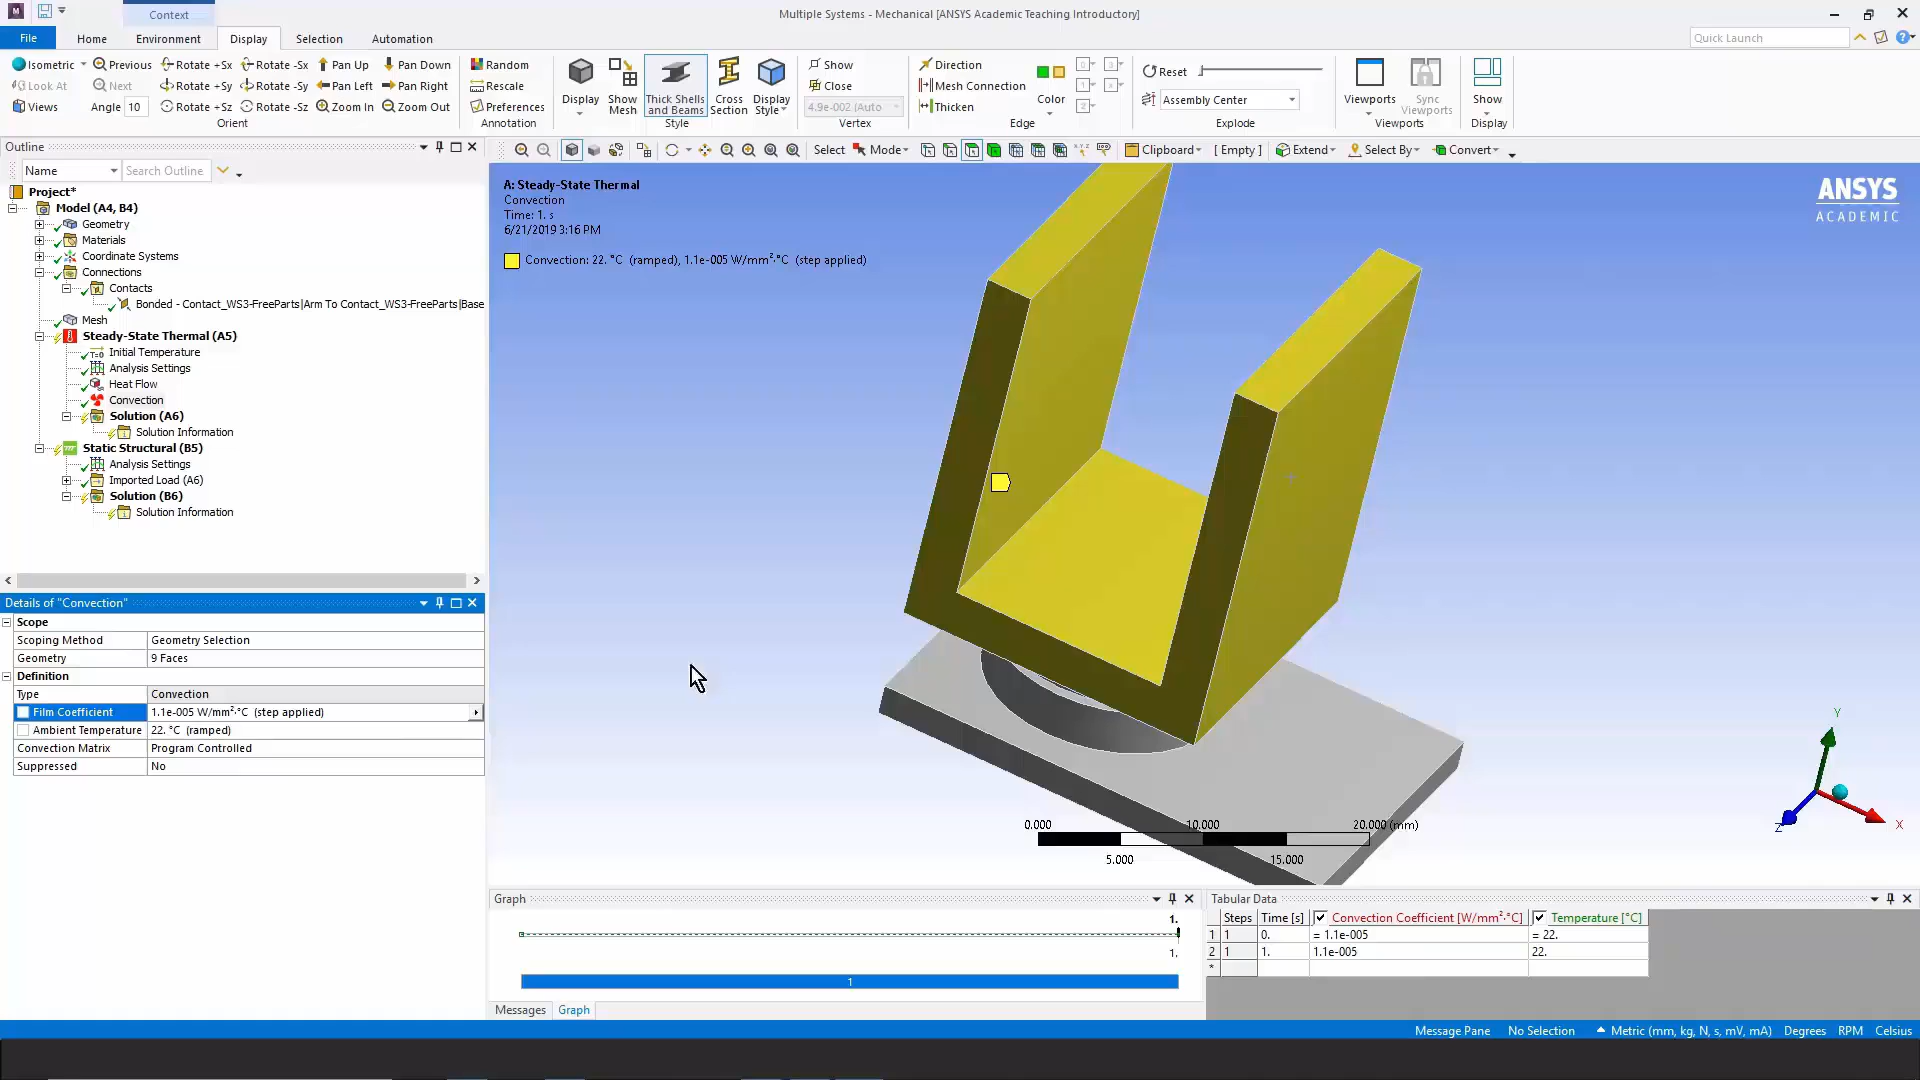 Context
Multiple Systems - Mechanical [ANSYS Academic Teaching Introductory]
File Home Environment Display Selection Automation
Quick Launch
Isometric Previous Rotate +Sx Rotate -Sx Pan Up Pan Down
Look At Next Rotate +Sy Rotate -Sy Pan Left Pan Right
Views Angle 10 Rotate +Sz Rotate -Sz Zoom In Zoom Out
Orient
Random
Rescale
Preferences
Annotation
Display
Show Mesh
Thick Shells and Beams
Cross Section
Display Style
Style
Show
Close
4.9e-002 (Auto
Vertex
Direction
Mesh Connection
Thicken
Color
Edge
Reset
Assembly Center
Explode
Viewports
Sync Viewports
Viewports
Show
Display
Outline
Select Mode Clipboard [ Empty ] Extend Select By Convert
Name Search Outline
Project*
Model (A4, B4)
Geometry
Materials
Coordinate Systems
Connections
Contacts
Bonded - Contact_WS3-FreeParts|Arm To Contact_WS3-FreeParts|Base
Mesh
Steady-State Thermal (A5)
Initial Temperature
Analysis Settings
Heat Flow
Convection
Solution (A6)
Solution Information
Static Structural (B5)
Analysis Settings
Imported Load (A6)
Solution (B6)
Solution Information
Details of "Convection"
Scope
Scoping Method Geometry Selection
Geometry 9 Faces
Definition
Type Convection
Film Coefficient 1.1e-005 W/mm²·°C (step applied)
Ambient Temperature 22. °C (ramped)
Convection Matrix Program Controlled
Suppressed No
A: Steady-State Thermal
Convection
Time: 1. s
6/21/2019 3:16 PM
Convection: 22. °C (ramped), 1.1e-005 W/mm²·°C (step applied)
ANSYS
ACADEMIC
Y
X
Z
0.000 10.000 20.000 (mm)
5.000 15.000
Graph
1.
1.
1
Messages Graph
Tabular Data
Steps Time [s] Convection Coefficient [W/mm²·°C] Temperature [°C]
1 1 0. = 1.1e-005 = 22.
2 1 1. 1.1e-005 22.
*
Message Pane No Selection Metric (mm, kg, N, s, mV, mA) Degrees RPM Celsius